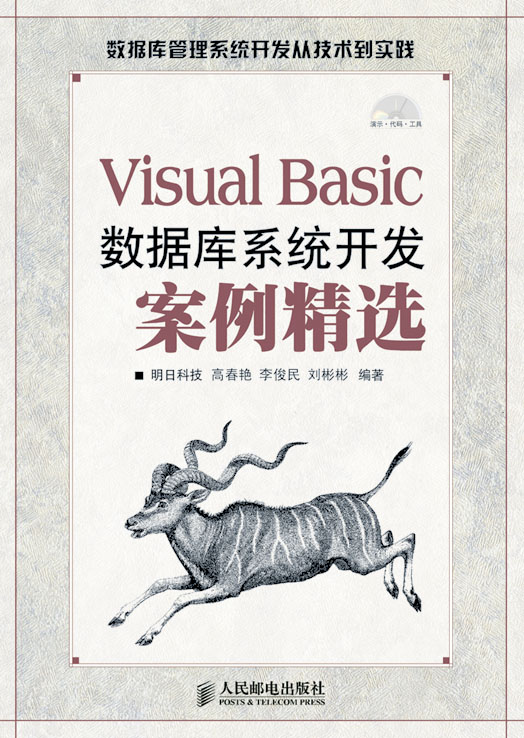 数据库管理系统开发从技术到实践
演示·代码·工具
Visual Basic
数据库系统开发
案例精选
■ 明日科技 高春艳 李俊民 刘彬彬 编著
人民邮电出版社
POSTS & TELECOM PRESS